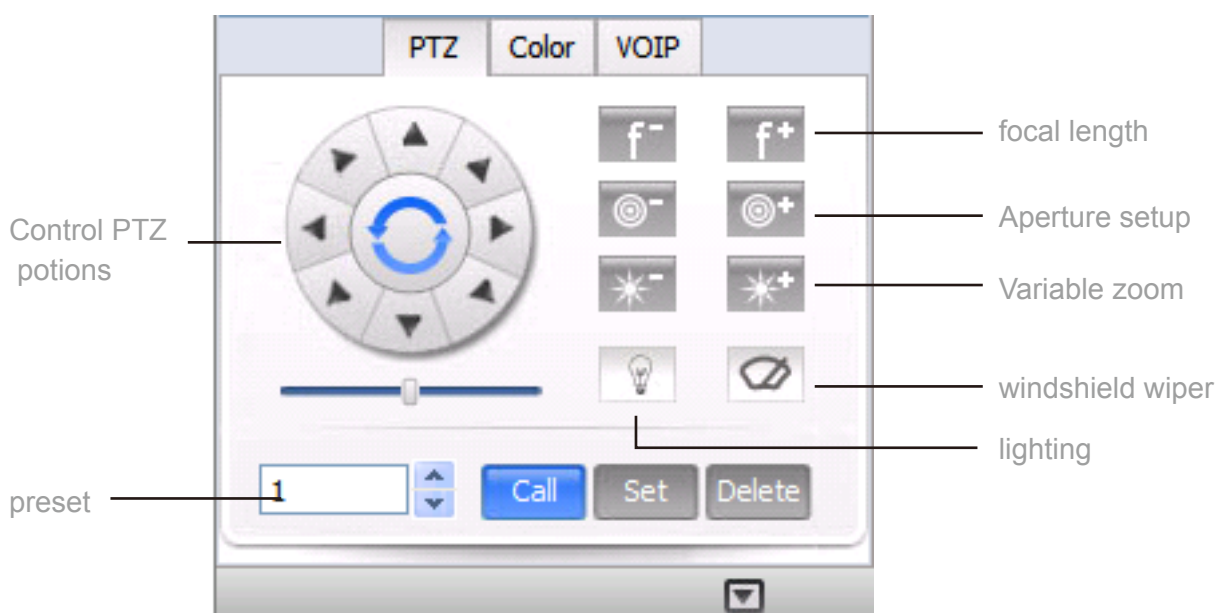 PTZ Color VOIP
f- f+
focal length
Control PTZ
potions
Aperture setup
Variable zoom
windshield wiper
lighting
preset
1 Call Set Delete